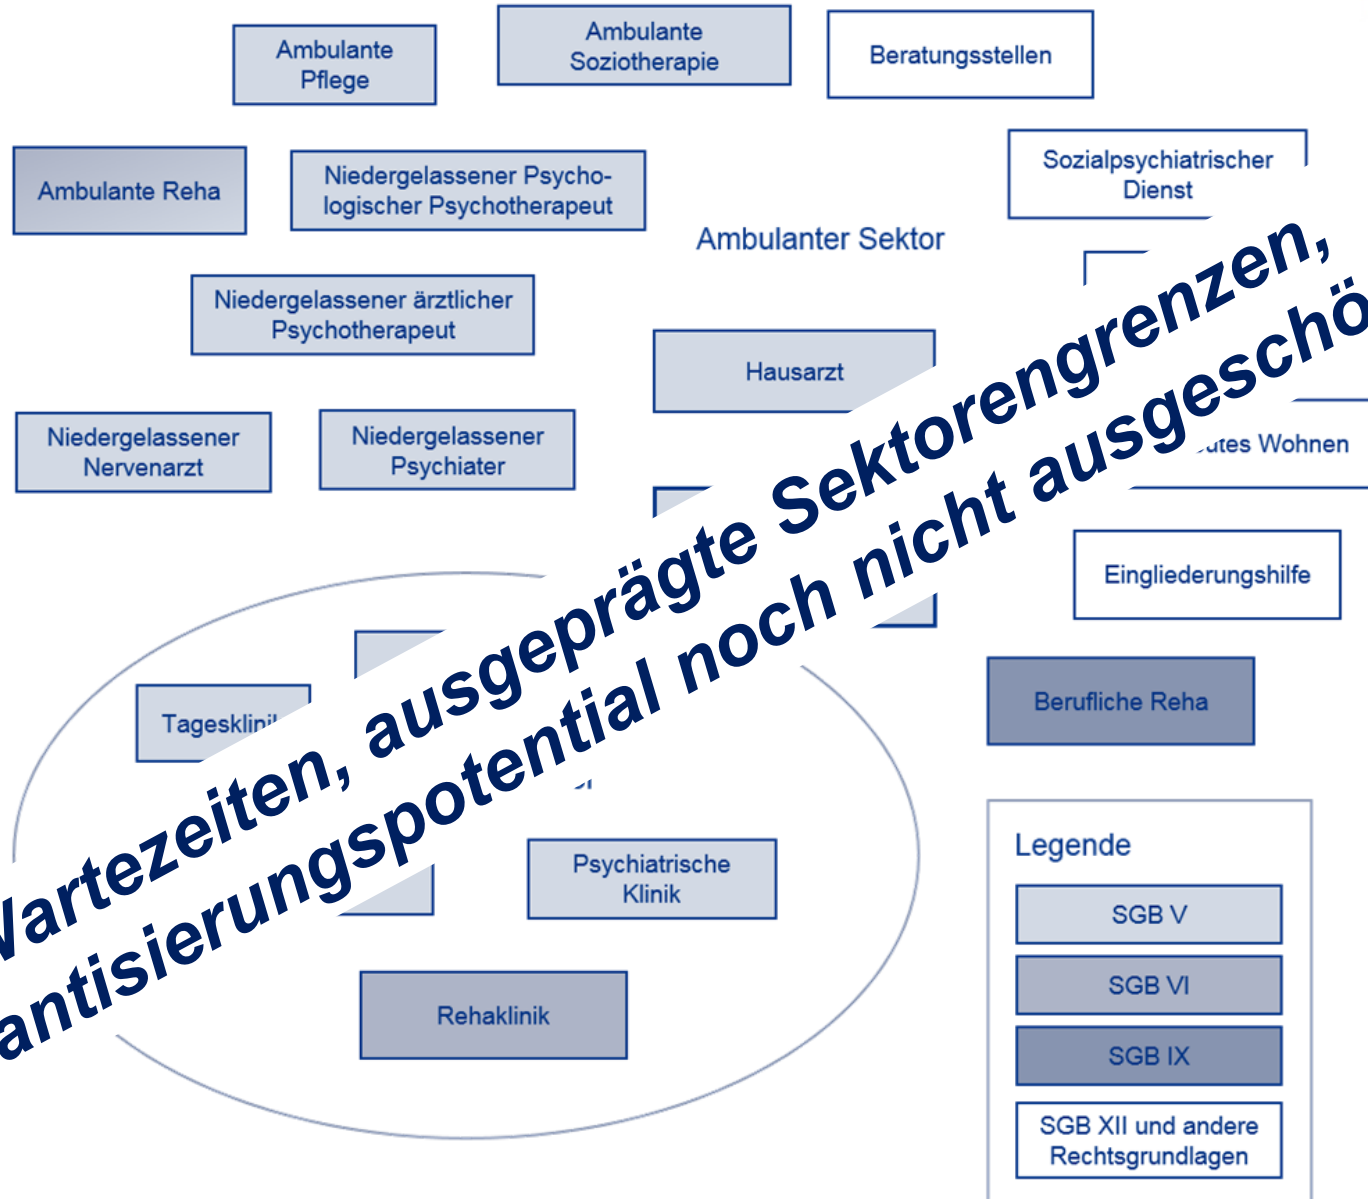 Ambulante
Pflege
Ambulante
Soziotherapie
Beratungsstellen
Ambulante Reha
Niedergelassener Psycho-
logischer Psychotherapeut
Sozialpsychiatrischer
Dienst
Ambulanter Sektor
Niedergelassener ärztlicher
Psychotherapeut
Hausarzt
Niedergelassener
Nervenarzt
Niedergelassener
Psychiater
Wohnen
Eingliederungshilfe
Berufliche Reha
Tagesklinik
Wartezeiten, ausgeprägte Sektorengrenzen,
antisierungspotential noch nicht ausgeschö
Psychiatrische
Klinik
Rehaklinik
Legende
SGB V
SGB VI
SGB IX
SGB XII und andere
Rechtsgrundlagen